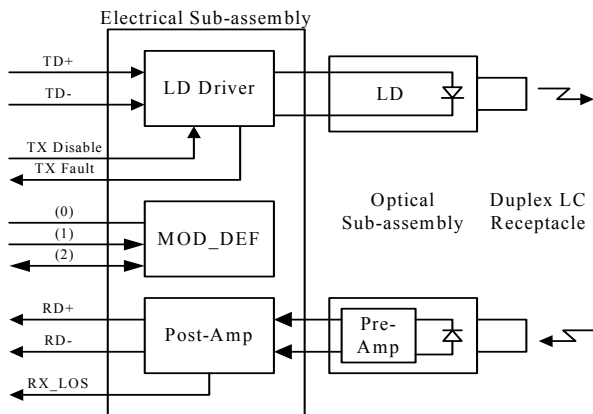 Electrical Sub-assembly
TD+
TD-
LD Driver
LD
TX Disable
TX Fault
(0)
(1)
(2)
MOD_DEF
Optical
Sub-assembly
Duplex LC
Receptacle
RD+
RD-
Post-Amp
Pre-
Amp
RX_LOS